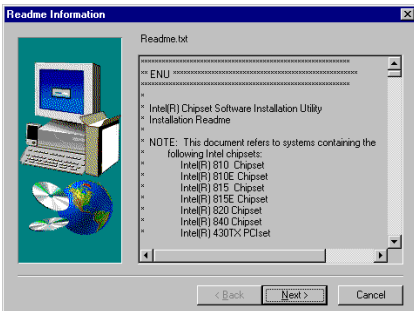 Readme Information
Readme.txt
** ENU **
* Intel(R) Chipset Software Installation Utility
* Installation Readme
*
* NOTE: This document refers to systems containing the
* following Intel chipsets:
* Intel(R) 810 Chipset
* Intel(R) 810E Chipset
* Intel(R) 815 Chipset
* Intel(R) 815E Chipset
* Intel(R) 820 Chipset
* Intel(R) 840 Chipset
* Intel(R) 430TX PCIset
< Back
Next >
Cancel